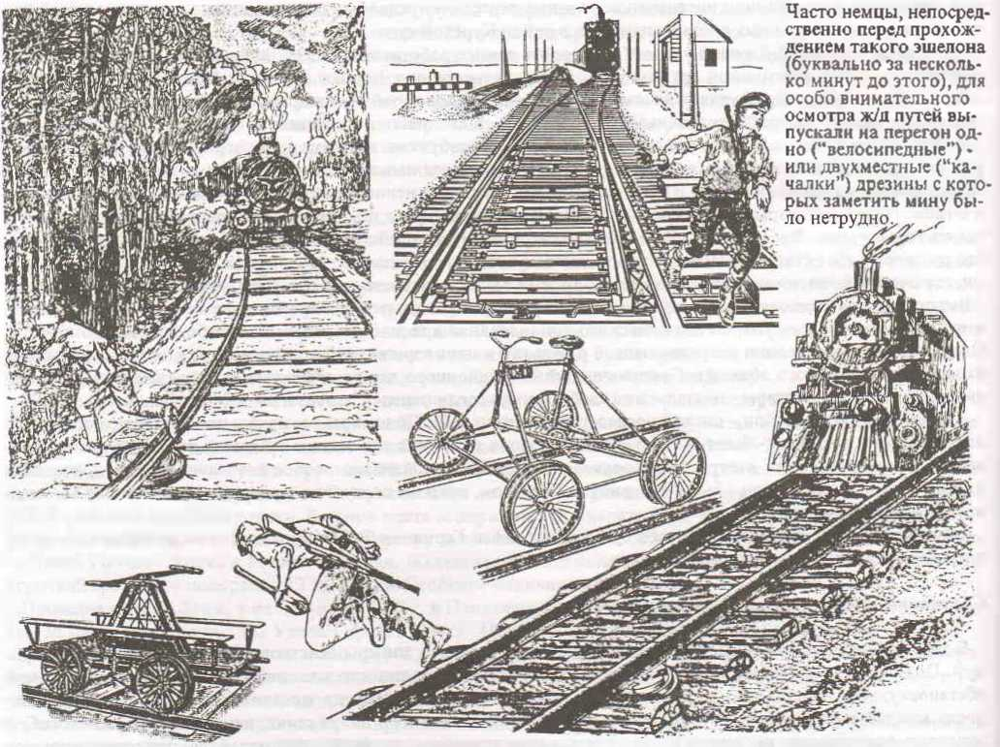 Часто немцы, непосред-
ственно перед прохож-
дением такого эшелона
(буквально за несколь-
ко минут до этого), для
особо внимательного
осмотра ж/д путей вы-
пускали на перегон од-
но ("велосипедные") -
или двухместные ("ка-
чалки") дрезины с кото-
рых заметить мину бы-
ло нетрудно.